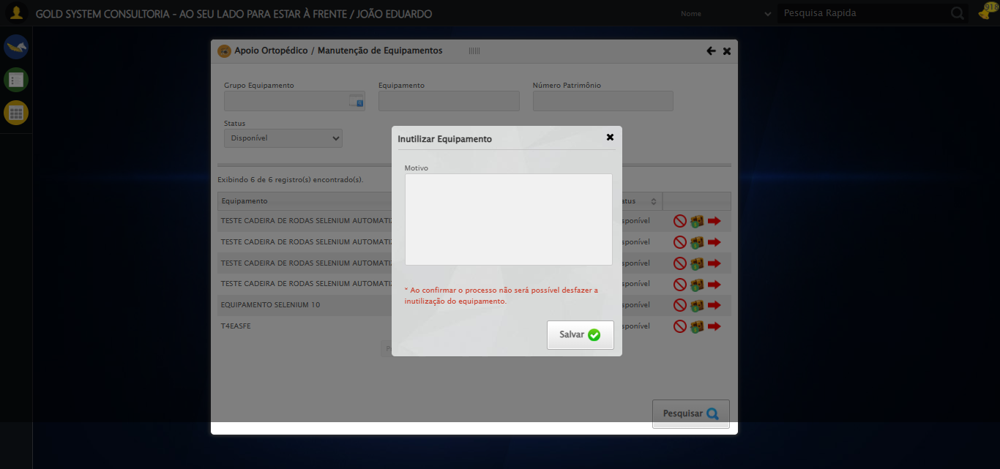 GOLD SYSTEM CONSULTORIA - AO SEU LADO PARA ESTAR À FRENTE / JOÃO EDUARDO
Nome
Pesquisa Rapida
918
Apoio Ortopédico / Manutenção de Equipamentos
Grupo Equipamento
Equipamento
Número Patrimônio
Status
Disponível
Inutilizar Equipamento
Motivo
* Ao confirmar o processo não será possível desfazer a
inutilização do equipamento.
Salvar
Exibindo 6 de 6 registro(s) encontrado(s).
Equipamento atus
TESTE CADEIRA DE RODAS SELENIUM AUTOMATI sponível
TESTE CADEIRA DE RODAS SELENIUM AUTOMATI sponível
TESTE CADEIRA DE RODAS SELENIUM AUTOMATI sponível
TESTE CADEIRA DE RODAS SELENIUM AUTOMATI sponível
EQUIPAMENTO SELENIUM 10 sponível
T4EASFE sponível
Pesquisar